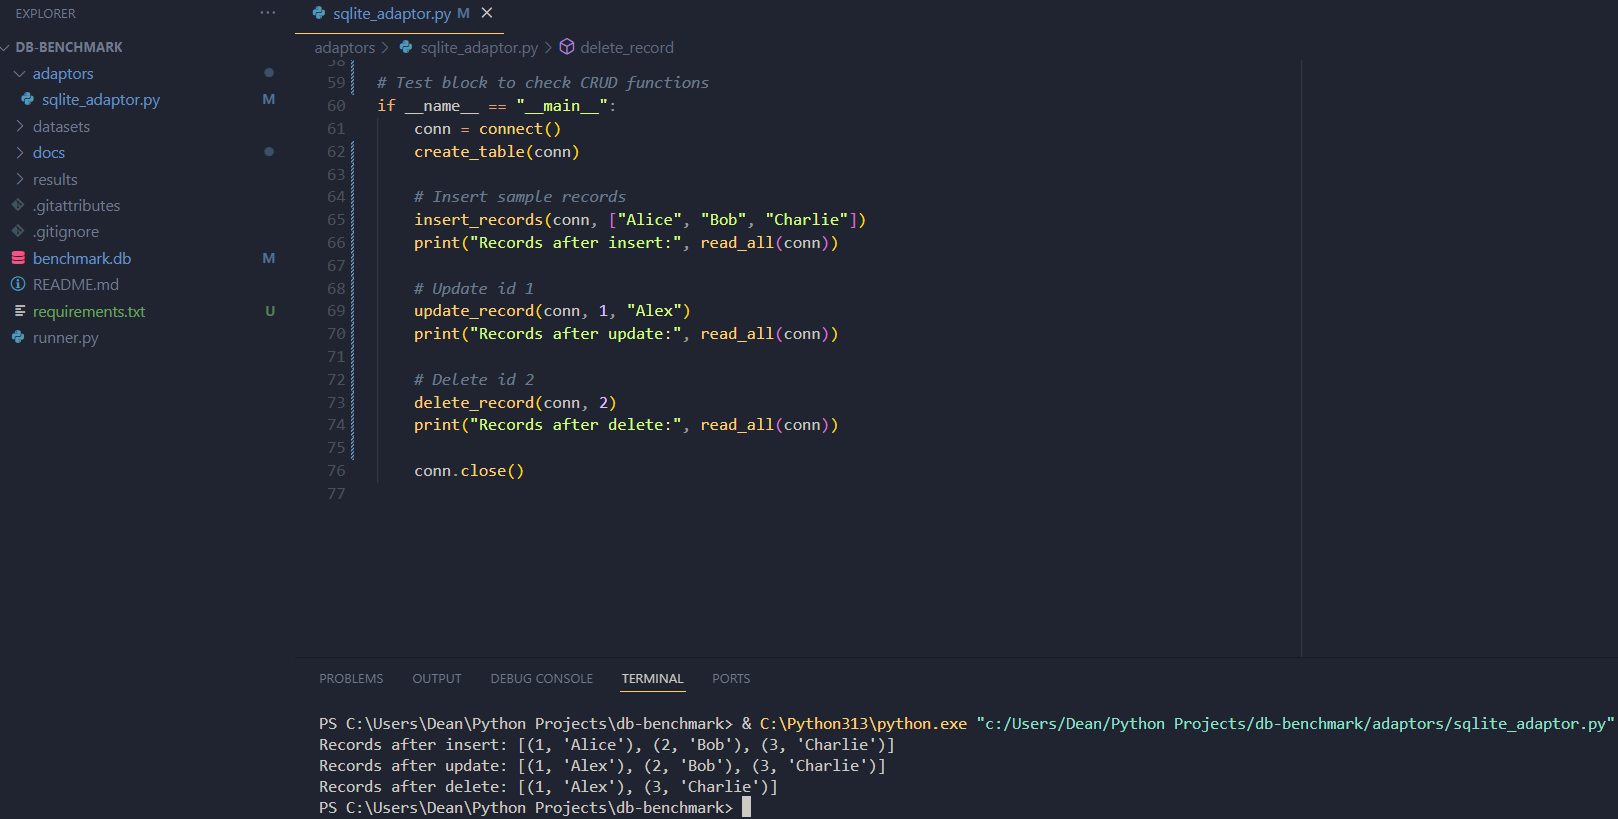 EXPLORER ...
DB-BENCHMARK
adaptors
sqlite_adaptor.py M
datasets
docs
results
.gitattributes
.gitignore
benchmark.db M
README.md
requirements.txt U
runner.py
sqlite_adaptor.py M
adaptors > sqlite_adaptor.py > delete_record
58
59 # Test block to check CRUD functions
60 if __name__ == "__main__":
61 conn = connect()
62 create_table(conn)
63
64 # Insert sample records
65 insert_records(conn, ["Alice", "Bob", "Charlie"])
66 print("Records after insert:", read_all(conn))
67
68 # Update id 1
69 update_record(conn, 1, "Alex")
70 print("Records after update:", read_all(conn))
71
72 # Delete id 2
73 delete_record(conn, 2)
74 print("Records after delete:", read_all(conn))
75
76 conn.close()
77
PROBLEMS OUTPUT DEBUG CONSOLE TERMINAL PORTS
PS C:\Users\Dean\Python Projects\db-benchmark> & C:\Python313\python.exe "c:/Users/Dean/Python Projects/db-benchmark/adaptors/sqlite_adaptor.py"
Records after insert: [(1, 'Alice'), (2, 'Bob'), (3, 'Charlie')]
Records after update: [(1, 'Alex'), (2, 'Bob'), (3, 'Charlie')]
Records after delete: [(1, 'Alex'), (3, 'Charlie')]
PS C:\Users\Dean\Python Projects\db-benchmark>